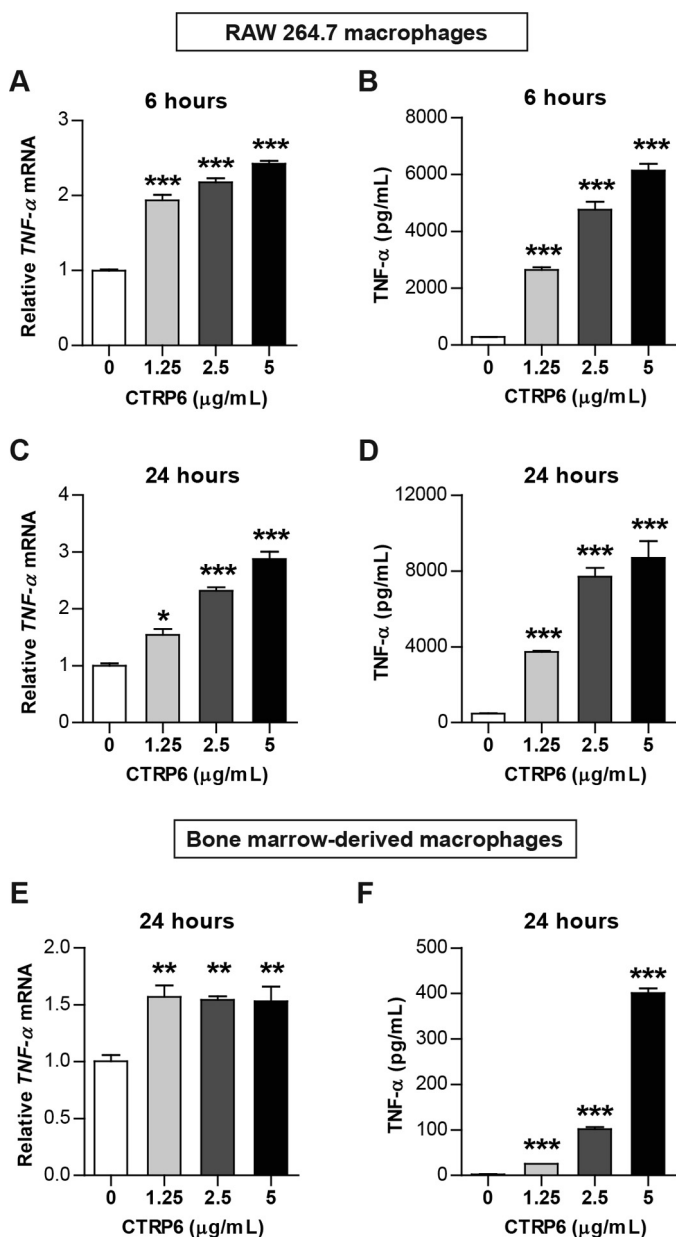 RAW 264.7 macrophages
A
6 hours
Relative TNF-α mRNA
3
2
1
0
***
***
***
0 1.25 2.5 5
CTRP6 (μg/mL)
B
6 hours
TNF-α (pg/mL)
8000
6000
4000
2000
0
***
***
***
0 1.25 2.5 5
CTRP6 (μg/mL)
C
24 hours
Relative TNF-α mRNA
4
3
2
1
0
*
***
***
0 1.25 2.5 5
CTRP6 (μg/mL)
D
24 hours
TNF-α (pg/mL)
12000
8000
4000
0
***
***
***
0 1.25 2.5 5
CTRP6 (μg/mL)
Bone marrow-derived macrophages
E
24 hours
Relative TNF-α mRNA
2.0
1.5
1.0
0.5
0.0
** ** **
0 1.25 2.5 5
CTRP6 (μg/mL)
F
24 hours
TNF-α (pg/mL)
500
400
300
200
100
0
***
***
***
0 1.25 2.5 5
CTRP6 (μg/mL)